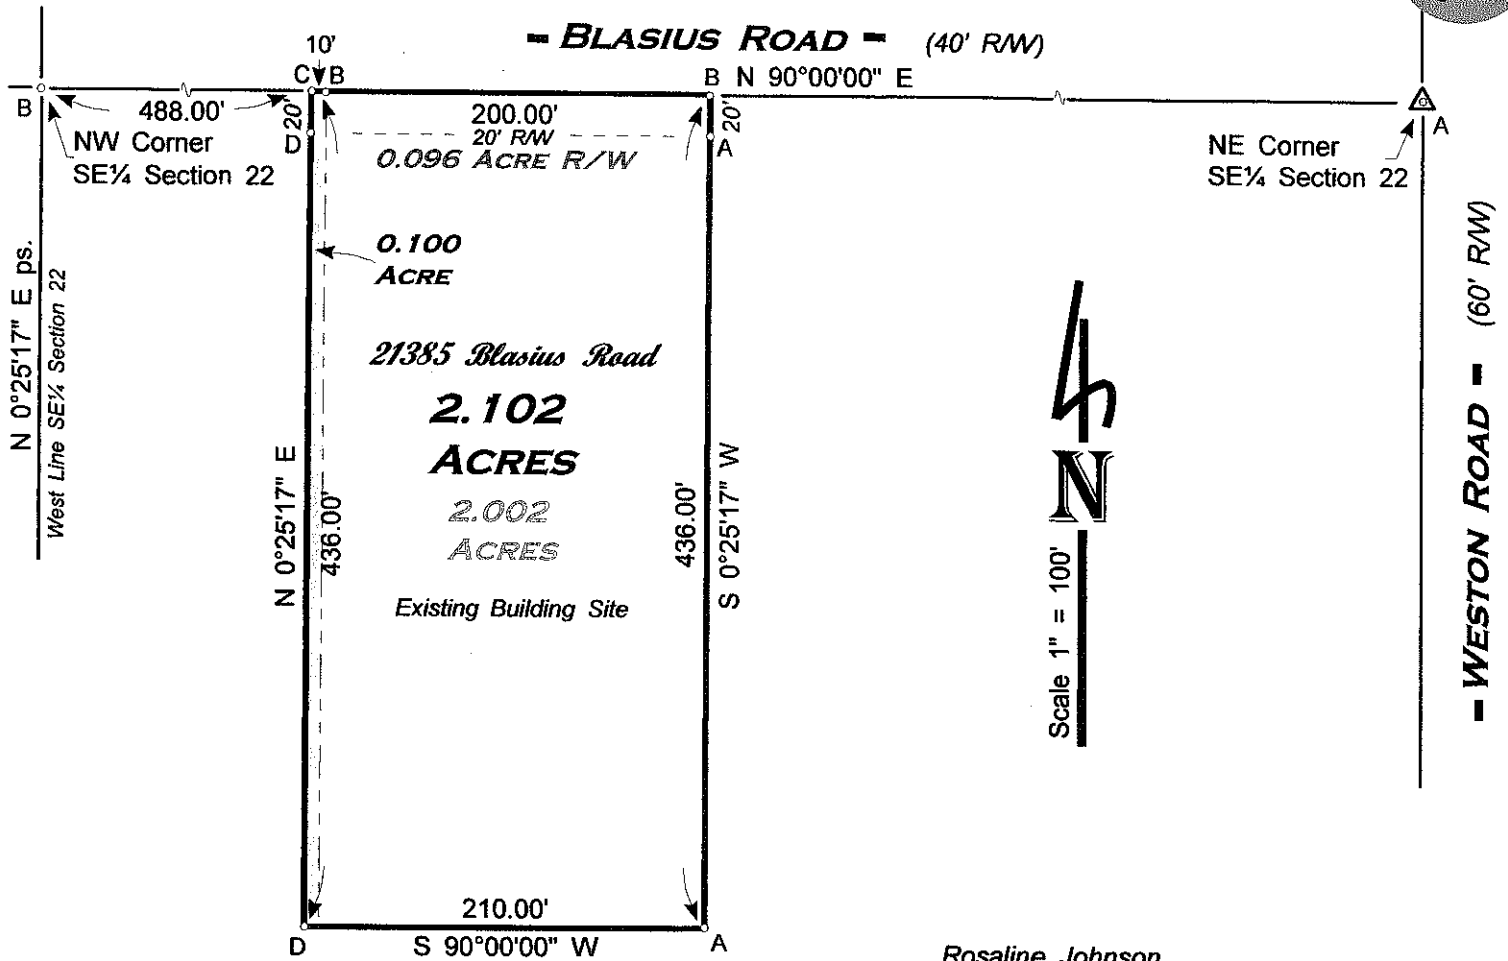 - BLASIUS ROAD - (40' R/W)
10'
C B
B N 90°00'00" E
B
488.00'
20'
200.00'
20'
A
NW Corner
SE¼ Section 22
D
20' R/W
A
0.096 ACRE R/W
NE Corner
SE¼ Section 22
0.100
ACRE
N 0°25'17" E ps.
West Line SE¼ Section 22
21385 Blasius Road
2.102
ACRES
2.002
ACRES
Existing Building Site
N 0°25'17" E
436.00'
436.00'
S 0°25'17" W
N
Scale 1" = 100'
- WESTON ROAD - (60' R/W)
210.00'
D
S 90°00'00" W
A
Rosaline Johnson